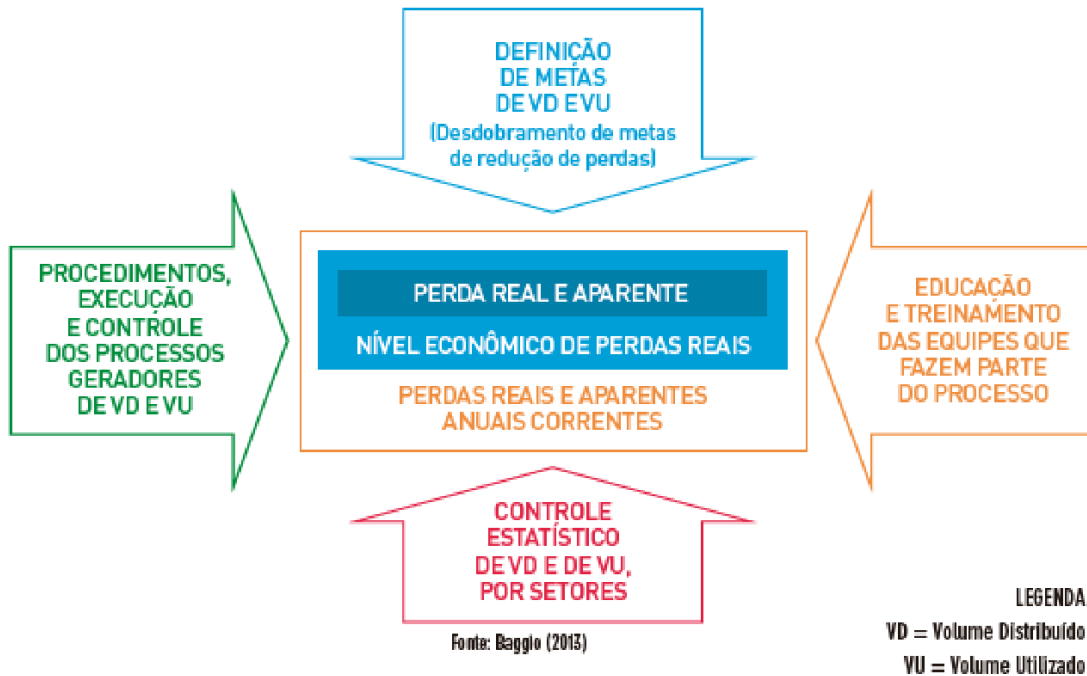 DEFINIÇÃO
DE METAS
DE VD E VU
(Desdobramento de metas
de redução de perdas)
PROCEDIMENTOS,
EXECUÇÃO
E CONTROLE
DOS PROCESSOS
GERADORES
DE VD E VU
PERDA REAL E APARENTE
NÍVEL ECONÔMICO DE PERDAS REAIS
PERDAS REAIS E APARENTES
ANUAIS CORRENTES
EDUCAÇÃO
E TREINAMENTO
DAS EQUIPES QUE
FAZEM PARTE
DO PROCESSO
CONTROLE
ESTATÍSTICO
DE VD E DE VU,
POR SETORES
Fonte: Baggio (2013)
LEGENDA
VD = Volume Distribuído
VU = Volume Utilizado